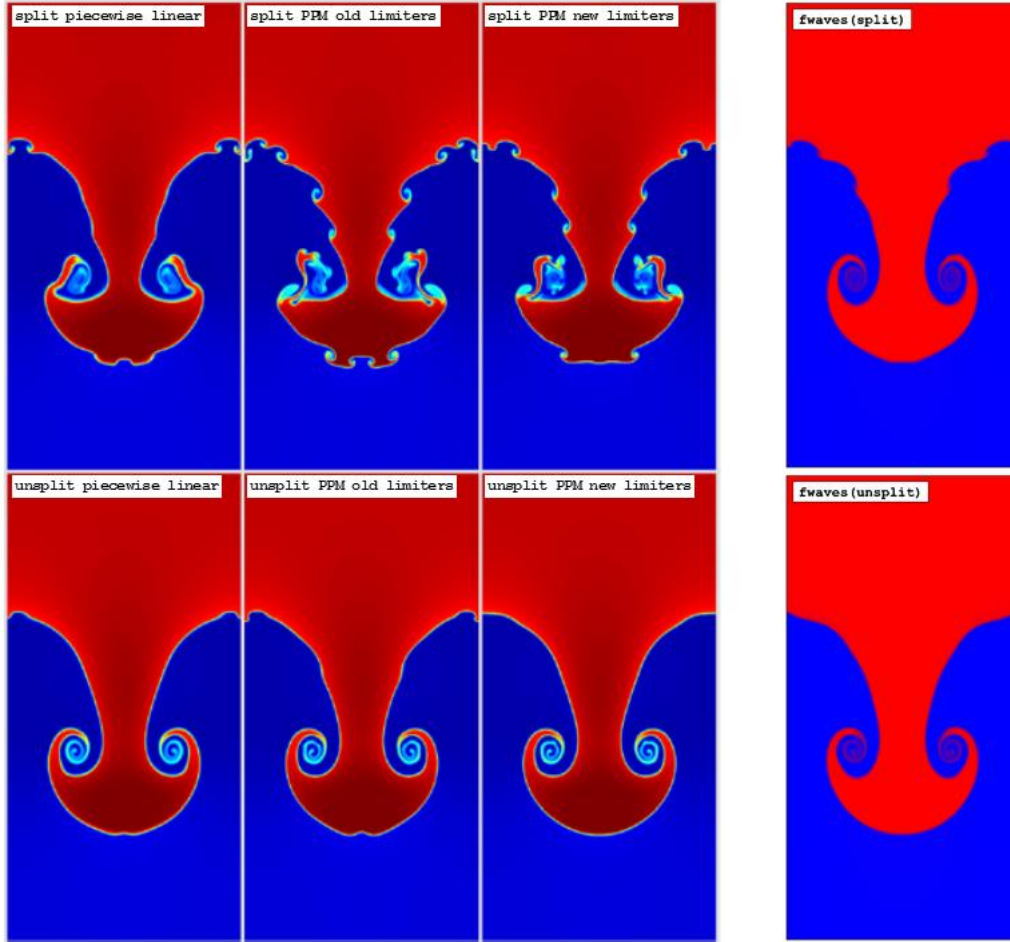 split piecewise linear
split PPM old limiters
split PPM new limiters
fwaves(split)
unsplit piecewise linear
unsplit PPM old limiters
unsplit PPM new limiters
fwaves(unsplit)